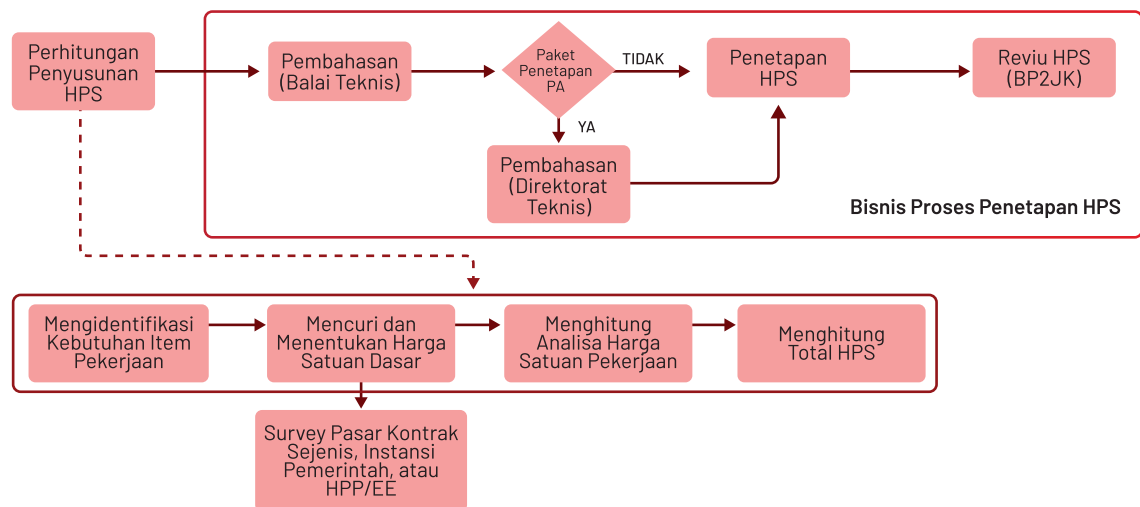 Perhitungan
Penyusunan
HPS
Pembahasan
(Balai Teknis)
Paket
Penetapan
PA
TIDAK
YA
Penetapan
HPS
Reviu HPS
(BP2JK)
Pembahasan
(Direktorat
Teknis)
Bisnis Proses Penetapan HPS
Mengidentifikasi
Kebutuhan Item
Pekerjaan
Mencuri dan
Menentukan Harga
Satuan Dasar
Menghitung
Analisa Harga
Satuan Pekerjaan
Menghitung
Total HPS
Survey Pasar Kontrak
Sejenis, Instansi
Pemerintah, atau
HPP/EE